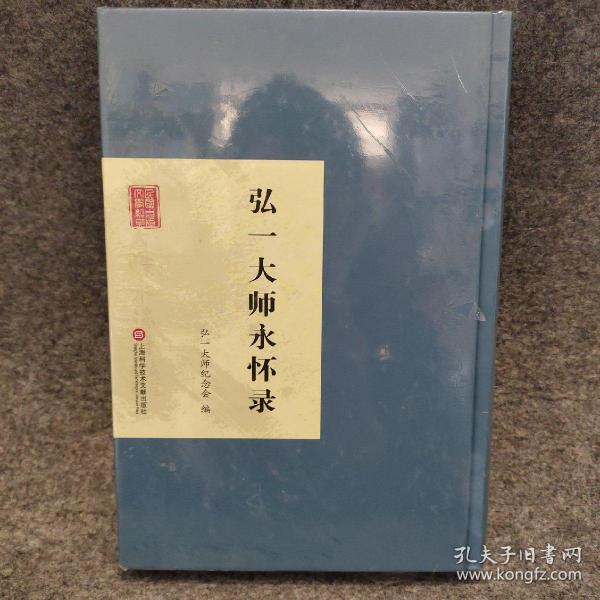 弘一大师永怀录
弘一大师纪念会 编
上海科学技术文献出版社
孔夫子旧书网
www.kongfz.com